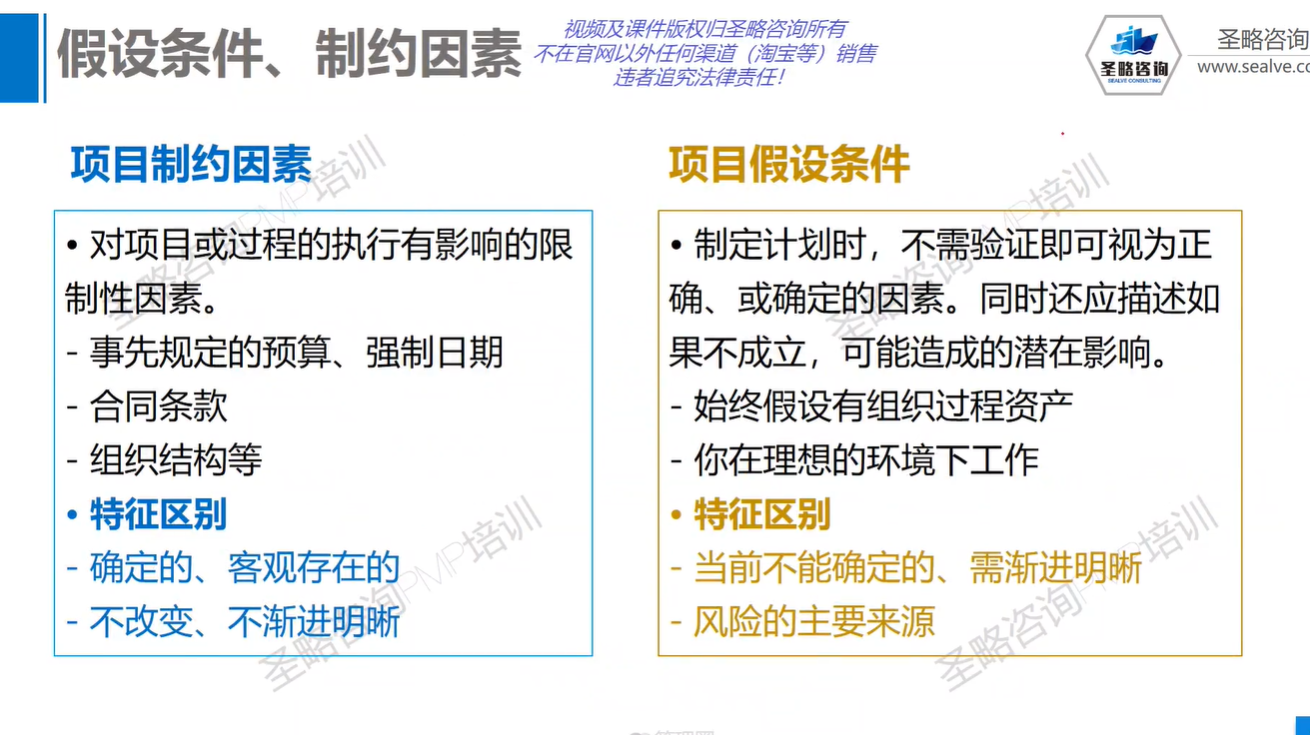 假设条件、制约因素
视频及课件版权归圣略咨询所有
不在官网以外任何渠道（淘宝等）销售
违者追究法律责任！
圣略咨询
SEALVE CONSULTING
圣略咨询
www.sealve.co
项目制约因素
• 对项目或过程的执行有影响的限
制性因素。
- 事先规定的预算、强制日期
- 合同条款
- 组织结构等
• 特征区别
- 确定的、客观存在的
- 不改变、不渐进明晰
项目假设条件
• 制定计划时，不需验证即可视为正
确、或确定的因素。同时还应描述如
果不成立，可能造成的潜在影响。
- 始终假设有组织过程资产
- 你在理想的环境下工作
• 特征区别
- 当前不能确定的、需渐进明晰
- 风险的主要来源
圣略咨询PMP培训
圣略咨询PMP培训
圣略咨询PMP培训
圣略咨询PMP培训